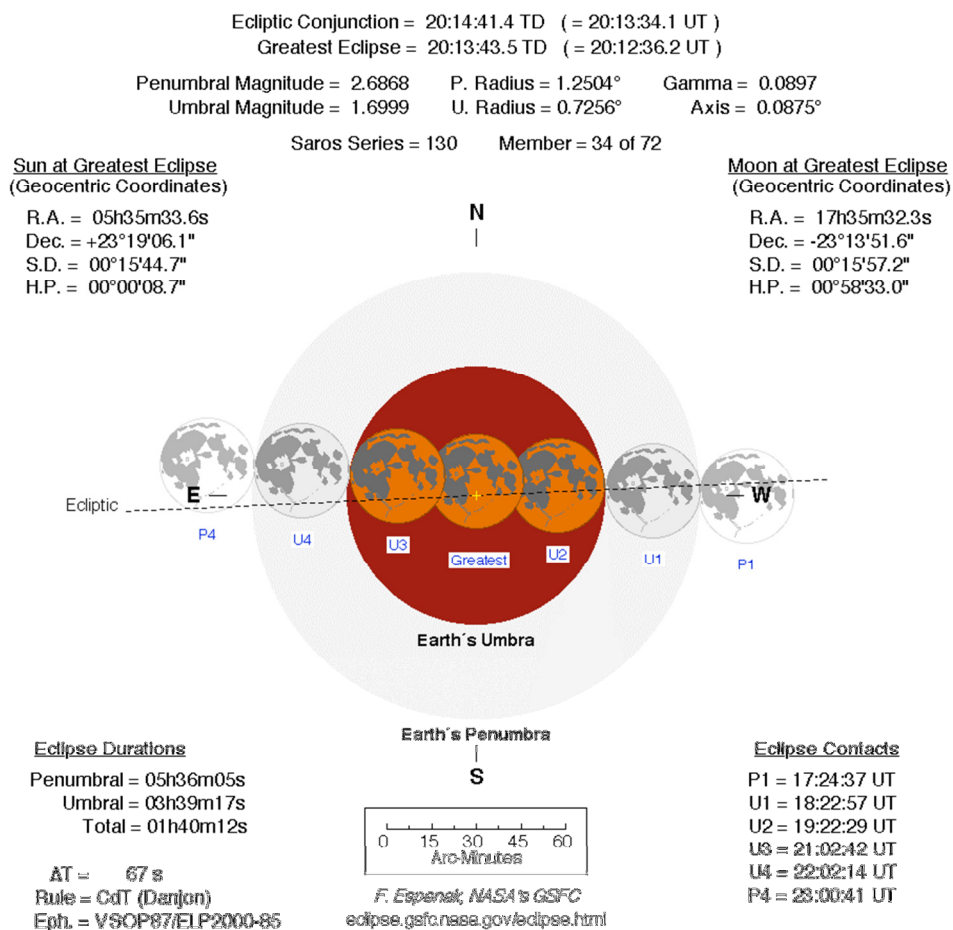 Ecliptic Conjunction = 20:14:41.4 TD ( = 20:13:34.1 UT )
Greatest Eclipse = 20:13:43.5 TD ( = 20:12:36.2 UT )
Penumbral Magnitude = 2.6868 P. Radius = 1.2504° Gamma = 0.0897
Umbral Magnitude = 1.6999 U. Radius = 0.7256° Axis = 0.0875°
Saros Series = 130 Member = 34 of 72
Sun at Greatest Eclipse
(Geocentric Coordinates)
R.A. = 05h35m33.6s
Dec. = +23°19'06.1"
S.D. = 00°15'44.7"
H.P. = 00°00'08.7"
Moon at Greatest Eclipse
(Geocentric Coordinates)
R.A. = 17h35m32.3s
Dec. = -23°13'51.6"
S.D. = 00°15'57.2"
H.P. = 00°58'33.0"
N
Ecliptic
E
W
P4
U4
U3
Greatest
U2
U1
P1
Earth´s Umbra
Earth´s Penumbra
S
Eclipse Durations
Penumbral = 05h36m05s
Umbral = 03h39m17s
Total = 01h40m12s
ΔT = 67 s
Rule = CdT (Danjon)
Eph. = VSOP87/ELP2000-85
0 15 30 45 60
Arc-Minutes
F. Espenak, NASA's GSFC
eclipse.gsfc.nasa.gov/eclipse.html
Eclipse Contacts
P1 = 17:24:37 UT
U1 = 18:22:57 UT
U2 = 19:22:29 UT
U3 = 21:02:42 UT
U4 = 22:02:14 UT
P4 = 23:00:41 UT